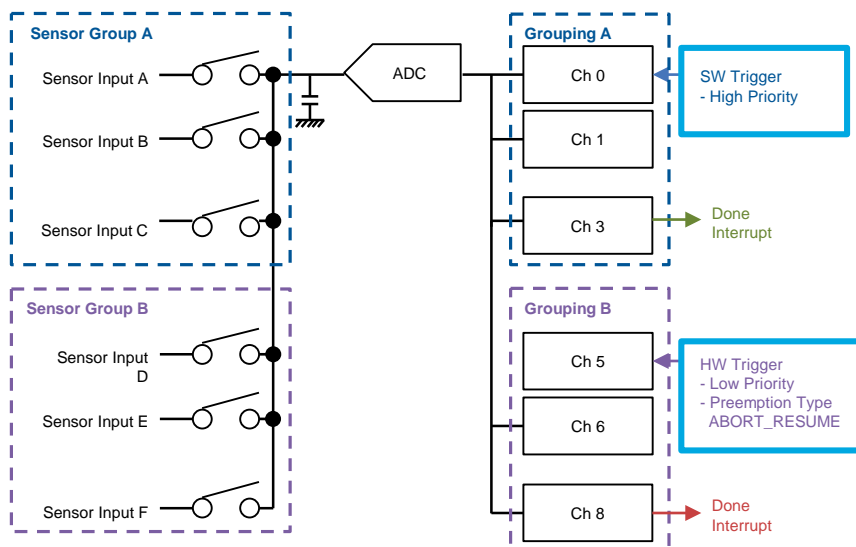 Sensor Group A
Sensor Input A
Sensor Input B
Sensor Input C
Sensor Group B
Sensor Input
D
Sensor Input E
Sensor Input F
ADC
Grouping A
Ch 0
Ch 1
Ch 3
SW Trigger
- High Priority
Done
Interrupt
Grouping B
Ch 5
Ch 6
Ch 8
HW Trigger
- Low Priority
- Preemption Type
ABORT_RESUME
Done
Interrupt